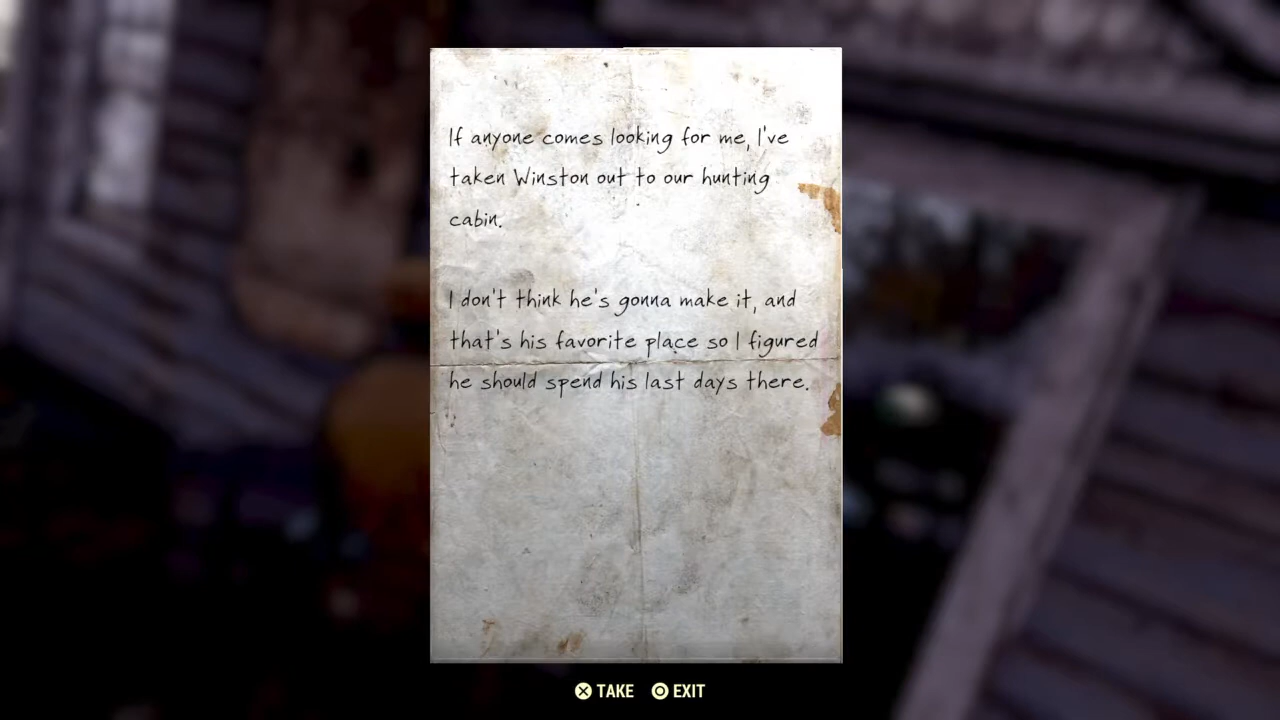 If anyone comes looking for me, I've
taken Winston out to our hunting
cabin.
I don't think he's gonna make it, and
that's his favorite place so I figured
he should spend his last days there.
TAKE EXIT